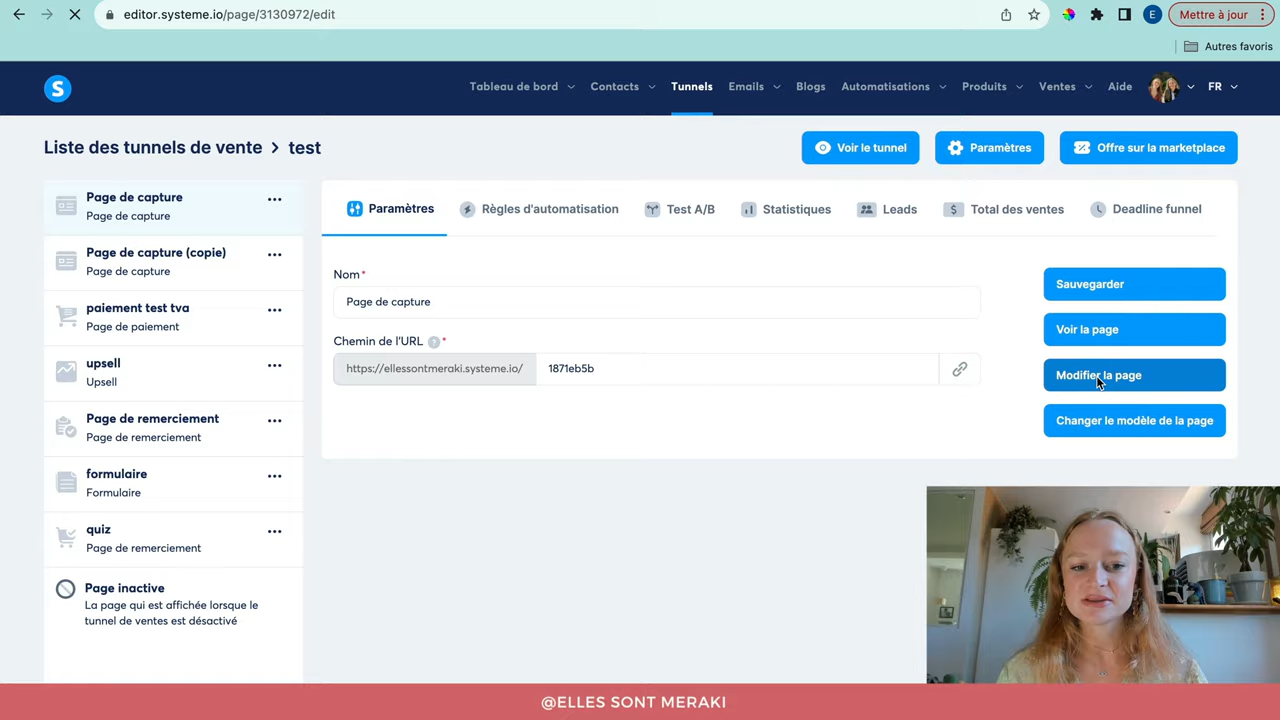 editor.systeme.io/page/3130972/edit
E
Mettre à jour
Autres favoris
S
Tableau de bord
Contacts
Tunnels
Emails
Blogs
Automatisations
Produits
Ventes
Aide
FR
Liste des tunnels de vente > test
Voir le tunnel
Paramètres
Offre sur la marketplace
Page de capture
Page de capture
Page de capture (copie)
Page de capture
paiement test tva
Page de paiement
upsell
Upsell
Page de remerciement
Page de remerciement
formulaire
Formulaire
quiz
Page de remerciement
Page inactive
La page qui est affichée lorsque le
tunnel de ventes est désactivé
Paramètres
Règles d'automatisation
Test A/B
Statistiques
Leads
Total des ventes
Deadline funnel
Nom*
Page de capture
Chemin de l'URL ? *
https://ellessontmeraki.systeme.io/
1871eb5b
Sauvegarder
Voir la page
Modifier la page
Changer le modèle de la page
@ELLES SONT MERAKI